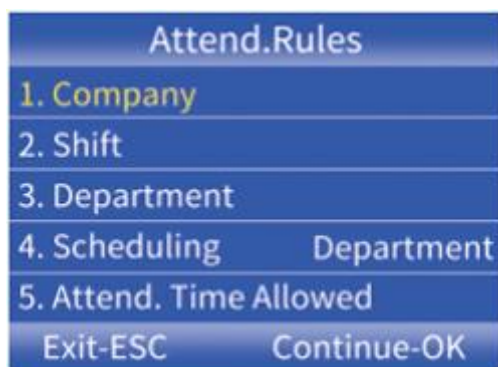 Attend.Rules
1. Company
2. Shift
3. Department
4. Scheduling Department
5. Attend. Time Allowed
Exit-ESC Continue-OK